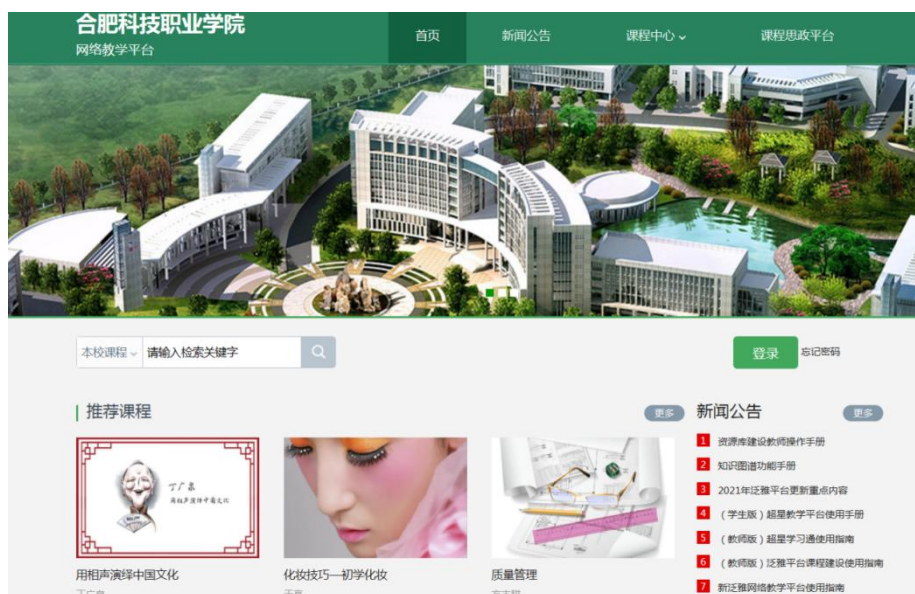 合肥科技职业学院
网络教学平台
首页 新闻公告 课程中心 课程思政平台
本校课程 请输入检索关键字 登录 忘记密码
推荐课程 更多 新闻公告 更多
1 资源库建设教师操作手册
2 知识图谱功能手册
3 2021年泛雅平台更新重点内容
4 （学生版）超星教学平台使用手册
5 （教师版）超星学习通使用指南
6 （教师版）泛雅平台课程建设使用指南
7 新泛雅网络教学平台使用指南
丁广泉
用相声演绎中国文化
用相声演绎中国文化 化妆技巧—初学化妆 质量管理